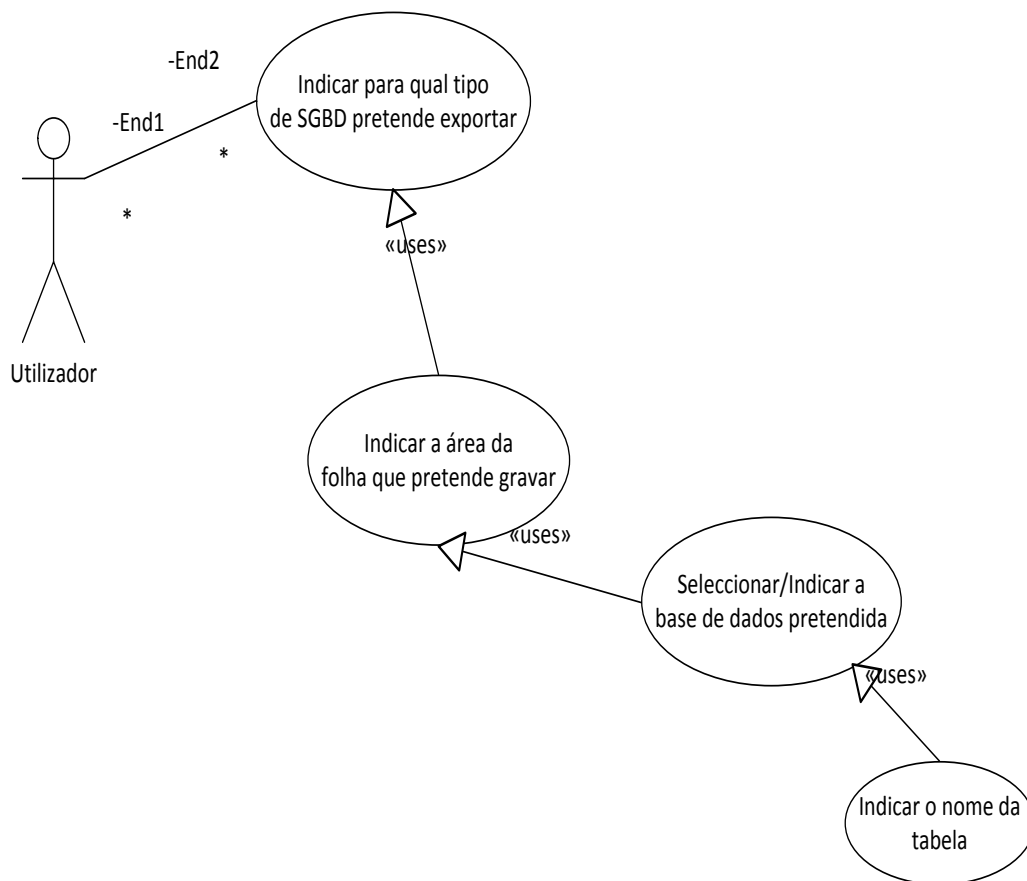 -End2
Indicar para qual tipo
de SGBD pretende exportar
-End1
*
*
«uses»
Utilizador
Indicar a área da
folha que pretende gravar
«uses»
Seleccionar/Indicar a
base de dados pretendida
«uses»
Indicar o nome da
tabela